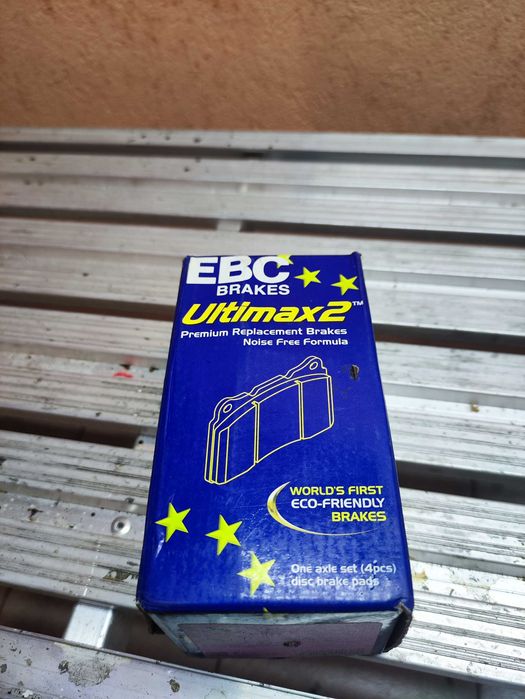 EBC
BRAKES
Ultimax2™
Premium Replacement Brakes
Noise Free Formula
WORLD'S FIRST
ECO-FRIENDLY
BRAKES
One axle set (4pcs)
disc brake pads